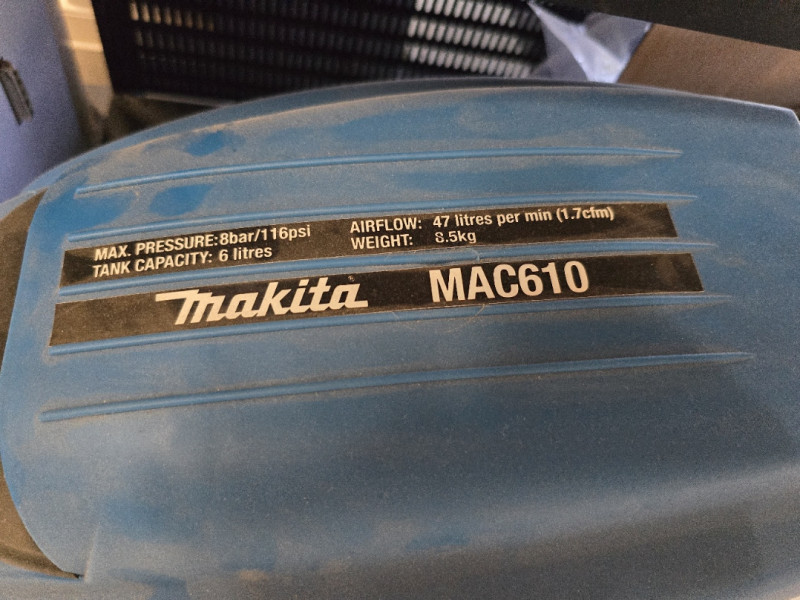 MAX. PRESSURE: 8bar/116psi
TANK CAPACITY: 6 litres
AIRFLOW: 47 litres per min (1.7cfm)
WEIGHT: 8.5kg
makita MAC610